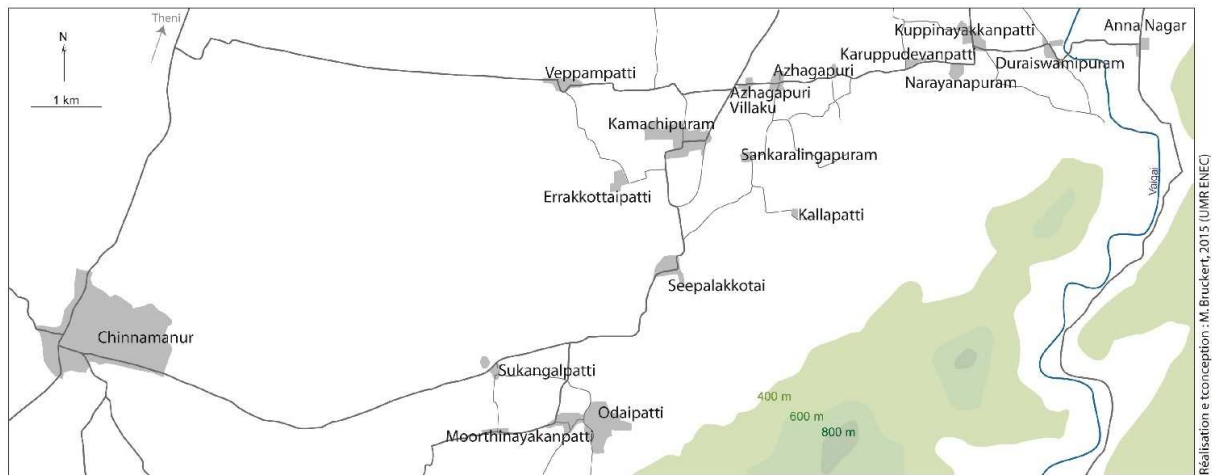 Theni
N
1 km
Kuppinayakkanpatti
Anna Nagar
Karuppudevanpatti
Duraiswamipuram
Veppampatti
Azhagapuri
Narayanapuram
Azhagapuri
Villaku
Kamachipuram
Sankaralingapuram
Errakkottaipatti
Kallapatti
Vaigai
Seepalakkotai
Chinnamanur
Sukangalpatti
400 m
600 m
800 m
Odaipatti
Moorthinayakanpatti
Réalisation e tconception : M. Bruckert, 2015 (UMR ENEC)